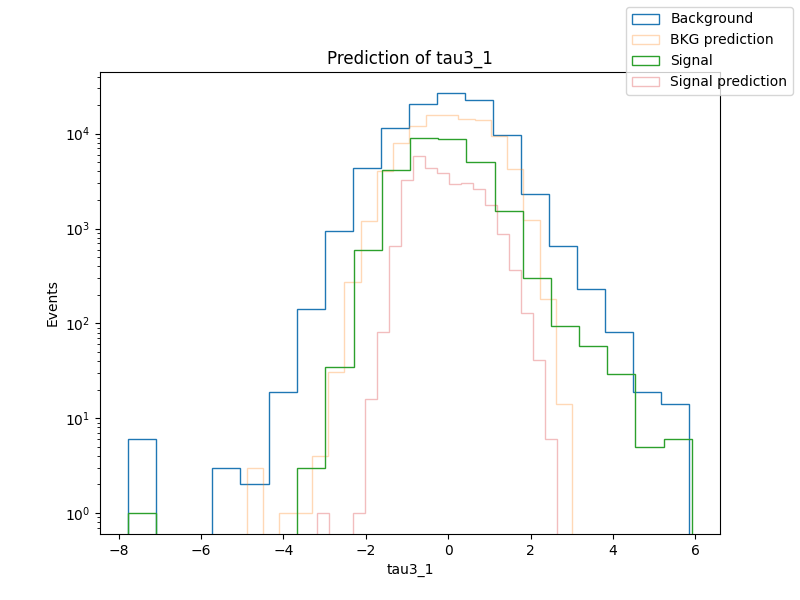 Prediction of tau3_1
Background
BKG prediction
Signal
Signal prediction
Events
10⁴
10³
10²
10¹
10⁰
−8 −6 −4 −2 0 2 4 6
tau3_1